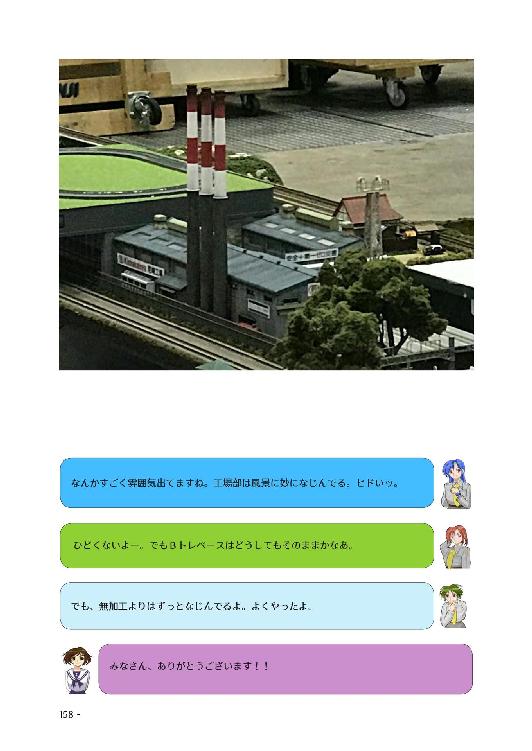 なんかすごく雰囲気出てますね。工場部は風景に妙になじんでる。ヒドいッ。
ひどくないよー。でもBトレベースはどうしてもそのままかなあ。
でも、無加工よりはずっとなじんでるよ。よくやったよ。
みなさん、ありがとうございます！！
158 -